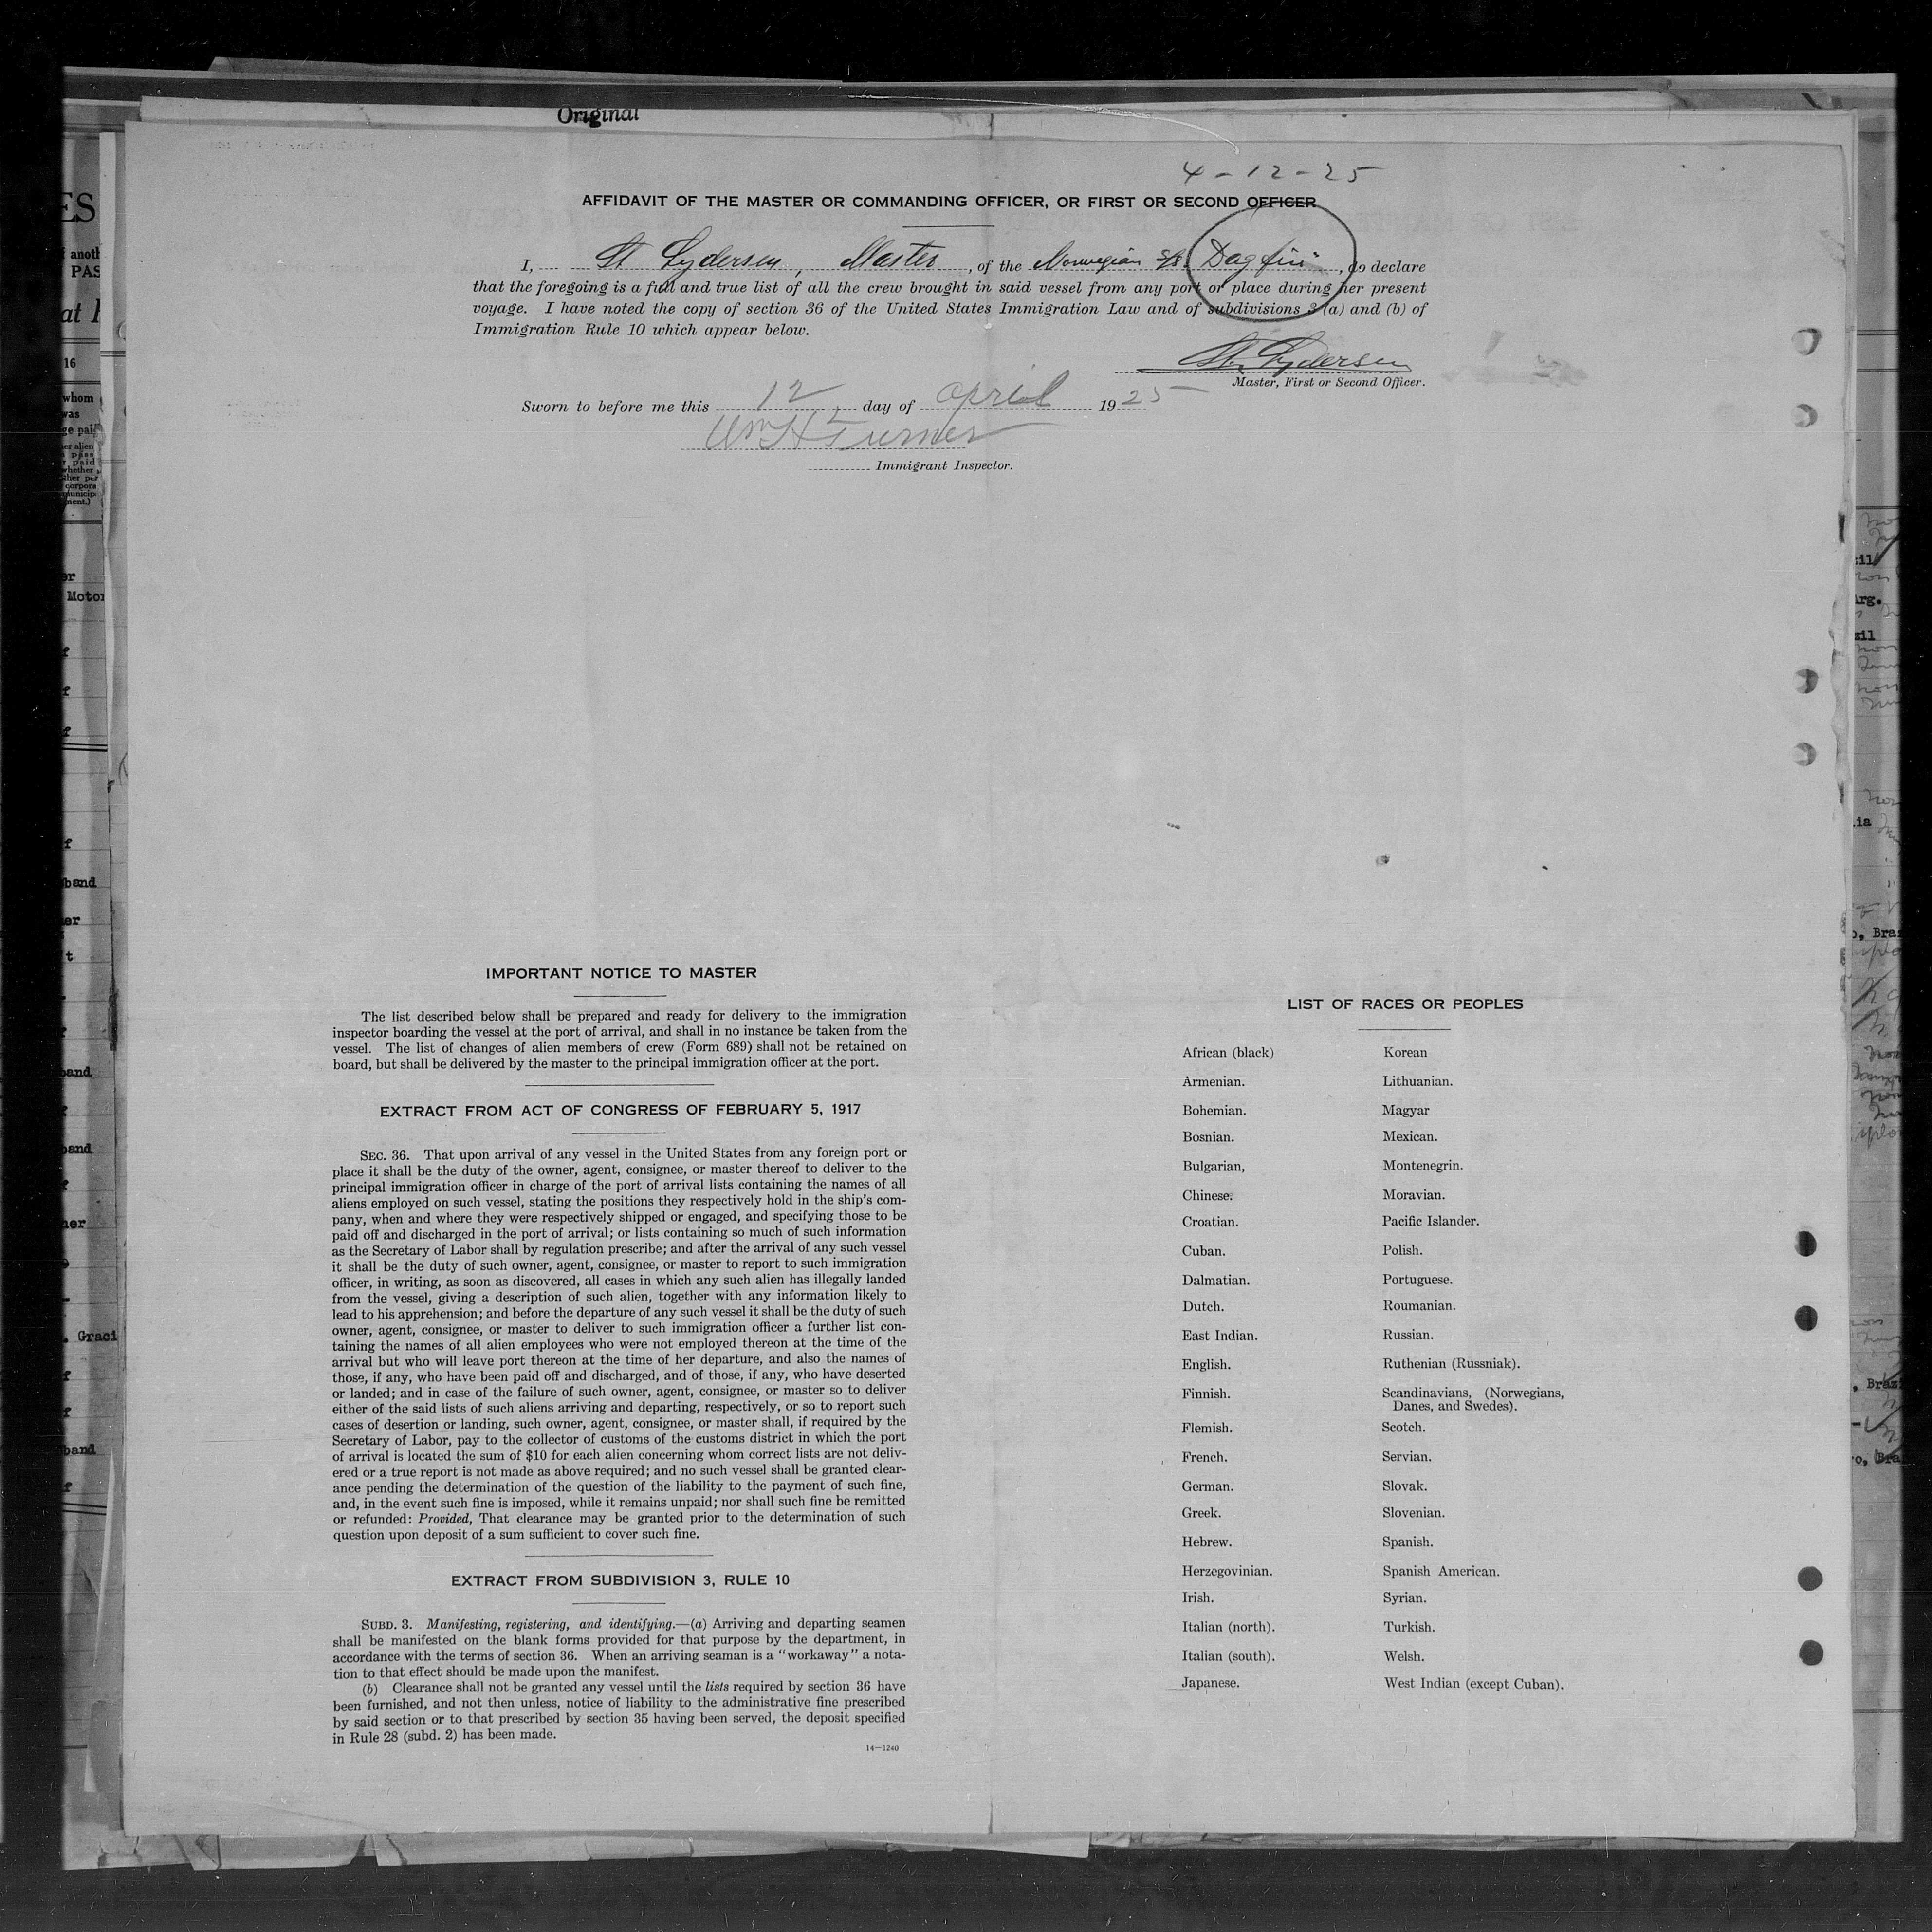 Original
4-12-25
AFFIDAVIT OF THE MASTER OR COMMANDING OFFICER, OR FIRST OR SECOND OFFICER
I, St Lydersen, Master, of the Norwegian S/S "Dagfin", do declare
that the foregoing is a full and true list of all the crew brought in said vessel from any port or place during her present
voyage. I have noted the copy of section 36 of the United States Immigration Law and of subdivisions 3 (a) and (b) of
Immigration Rule 10 which appear below.
St. Lydersen
Master, First or Second Officer.
Sworn to before me this 12 day of April 1925
Wm H Turner
Immigrant Inspector.
IMPORTANT NOTICE TO MASTER
The list described below shall be prepared and ready for delivery to the immigration
inspector boarding the vessel at the port of arrival, and shall in no instance be taken from the
vessel. The list of changes of alien members of crew (Form 689) shall not be retained on
board, but shall be delivered by the master to the principal immigration officer at the port.
EXTRACT FROM ACT OF CONGRESS OF FEBRUARY 5, 1917
SEC. 36. That upon arrival of any vessel in the United States from any foreign port or
place it shall be the duty of the owner, agent, consignee, or master thereof to deliver to the
principal immigration officer in charge of the port of arrival lists containing the names of all
aliens employed on such vessel, stating the positions they respectively hold in the ship's com-
pany, when and where they were respectively shipped or engaged, and specifying those to be
paid off and discharged in the port of arrival; or lists containing so much of such information
as the Secretary of Labor shall by regulation prescribe; and after the arrival of any such vessel
it shall be the duty of such owner, agent, consignee, or master to report to such immigration
officer, in writing, as soon as discovered, all cases in which any such alien has illegally landed
from the vessel, giving a description of such alien, together with any information likely to
lead to his apprehension; and before the departure of any such vessel it shall be the duty of such
owner, agent, consignee, or master to deliver to such immigration officer a further list con-
taining the names of all alien employees who were not employed thereon at the time of the
arrival but who will leave port thereon at the time of her departure, and also the names of
those, if any, who have been paid off and discharged, and of those, if any, who have deserted
or landed; and in case of the failure of such owner, agent, consignee, or master so to deliver
either of the said lists of such aliens arriving and departing, respectively, or so to report such
cases of desertion or landing, such owner, agent, consignee, or master shall, if required by the
Secretary of Labor, pay to the collector of customs of the customs district in which the port
of arrival is located the sum of $10 for each alien concerning whom correct lists are not deliv-
ered or a true report is not made as above required; and no such vessel shall be granted clear-
ance pending the determination of the question of the liability to the payment of such fine,
and, in the event such fine is imposed, while it remains unpaid; nor shall such fine be remitted
or refunded: Provided, That clearance may be granted prior to the determination of such
question upon deposit of a sum sufficient to cover such fine.
EXTRACT FROM SUBDIVISION 3, RULE 10
SUBD. 3. Manifesting, registering, and identifying.—(a) Arriving and departing seamen
shall be manifested on the blank forms provided for that purpose by the department, in
accordance with the terms of section 36. When an arriving seaman is a "workaway" a nota-
tion to that effect should be made upon the manifest.
(b) Clearance shall not be granted any vessel until the lists required by section 36 have
been furnished, and not then unless, notice of liability to the administrative fine prescribed
by said section or to that prescribed by section 35 having been served, the deposit specified
in Rule 28 (subd. 2) has been made.
14—1240
LIST OF RACES OR PEOPLES
African (black) Korean
Armenian. Lithuanian.
Bohemian. Magyar
Bosnian. Mexican.
Bulgarian, Montenegrin.
Chinese. Moravian.
Croatian. Pacific Islander.
Cuban. Polish.
Dalmatian. Portuguese.
Dutch. Roumanian.
East Indian. Russian.
English. Ruthenian (Russniak).
Finnish. Scandinavians, (Norwegians,
Danes, and Swedes).
Flemish. Scotch.
French. Servian.
German. Slovak.
Greek. Slovenian.
Hebrew. Spanish.
Herzegovinian. Spanish American.
Irish. Syrian.
Italian (north). Turkish.
Italian (south). Welsh.
Japanese. West Indian (except Cuban).